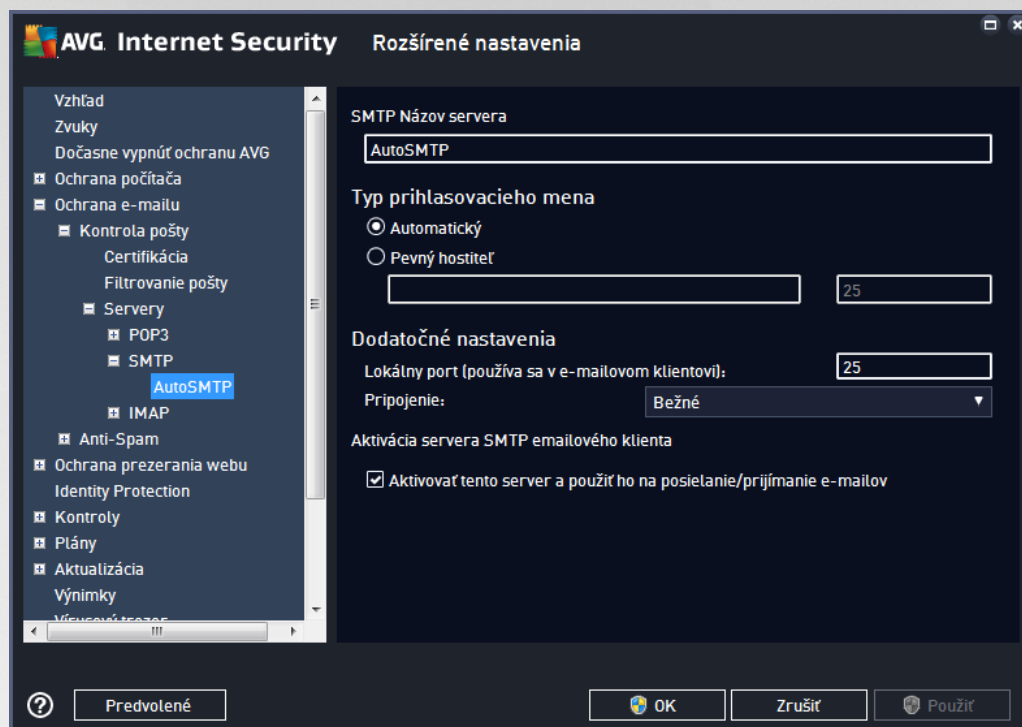 AVG. Internet Security
Rozšírené nastavenia
Vzhľad
Zvuky
Dočasne vypnúť ochranu AVG
Ochrana počítača
Ochrana e-mailu
Kontrola pošty
Certifikácia
Filtrovanie pošty
Servery
POP3
SMTP
AutoSMTP
IMAP
Anti-Spam
Ochrana prezerania webu
Identity Protection
Kontroly
Plány
Aktualizácia
Výnimky
Vírusový trezor
SMTP Názov servera
AutoSMTP
Typ prihlasovacieho mena
Automatický
Pevný hostiteľ
25
Dodatočné nastavenia
Lokálny port (používa sa v e-mailovom klientovi):
25
Pripojenie:
Bežné
Aktivácia servera SMTP emailového klienta
Aktivovať tento server a použiť ho na posielanie/prijímanie e-mailov
Predvolené
OK
Zrušiť
Použiť